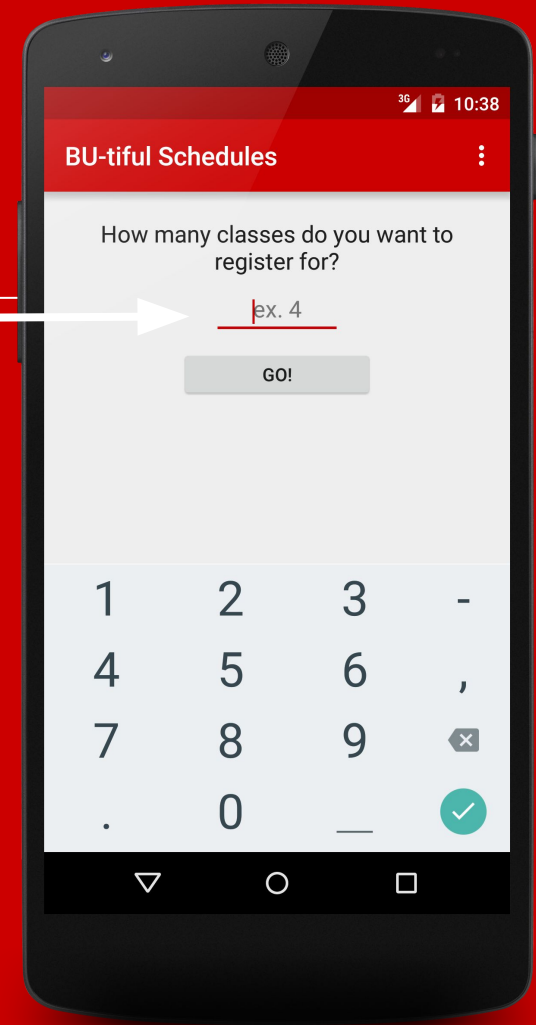 3G 10:38
BU-tiful Schedules
How many classes do you want to
register for?
ex. 4
GO!
1 2 3 -
4 5 6 ,
7 8 9
. 0 _